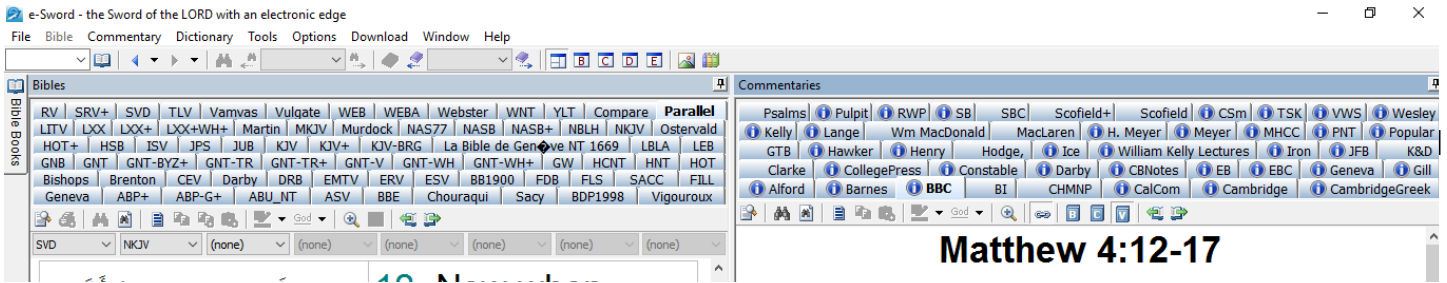 e-Sword - the Sword of the LORD with an electronic edge
File Bible Commentary Dictionary Tools Options Download Window Help
B C D E
Bible Books
Bibles
RV SRV+ SVD TLV Vamvas Vulgate WEB WEBA Webster WNT YLT Compare Parallel
LITV LXX LXX+ LXX+WH+ Martin MKJV Murdock NAS77 NASB NASB+ NBLH NKJV Ostervald
HOT+ HSB ISV JPS JUB KJV KJV+ KJV-BRG La Bible de Gen�ve NT 1669 LBLA LEB
GNB GNT GNT-BYZ+ GNT-TR GNT-TR+ GNT-V GNT-WH GNT-WH+ GW HCNT HNT HOT
Bishops Brenton CEV Darby DRB EMTV ERV ESV BB1900 FDB FLS SACC FILL
Geneva ABP+ ABP-G+ ABU_NT ASV BBE Chouraqui Sacy BDP1998 Vigouroux
God
SVD NKJV (none) (none) (none) (none) (none) (none)
Commentaries
Psalms Pulpit RWP SB SBC Scofield+ Scofield CSm TSK VWS Wesley
Kelly Lange Wm MacDonald MacLaren H. Meyer Meyer MHCC PNT Popular
GTB Hawker Henry Hodge, Ice William Kelly Lectures Iron JFB K&D
Clarke CollegePress Constable Darby CBNotes EB EBC Geneva Gill
Alford Barnes BBC BI CHMNP CalCom Cambridge CambridgeGreek
God B C V
Matthew 4:12-17